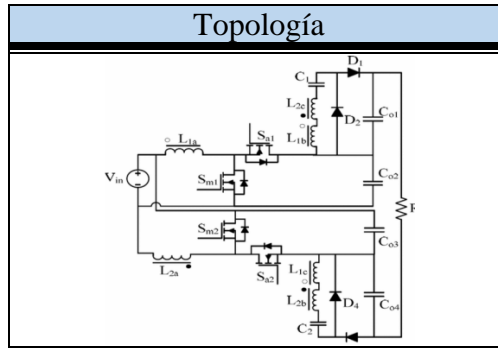 Topología
D1
C1
L2c
D2
Co1
L1b
L1a
Sa1
Vin
Sm1
Co2
R
Sm2
Co3
L2a
Sa2
L1c
L2b
D4
Co4
C2